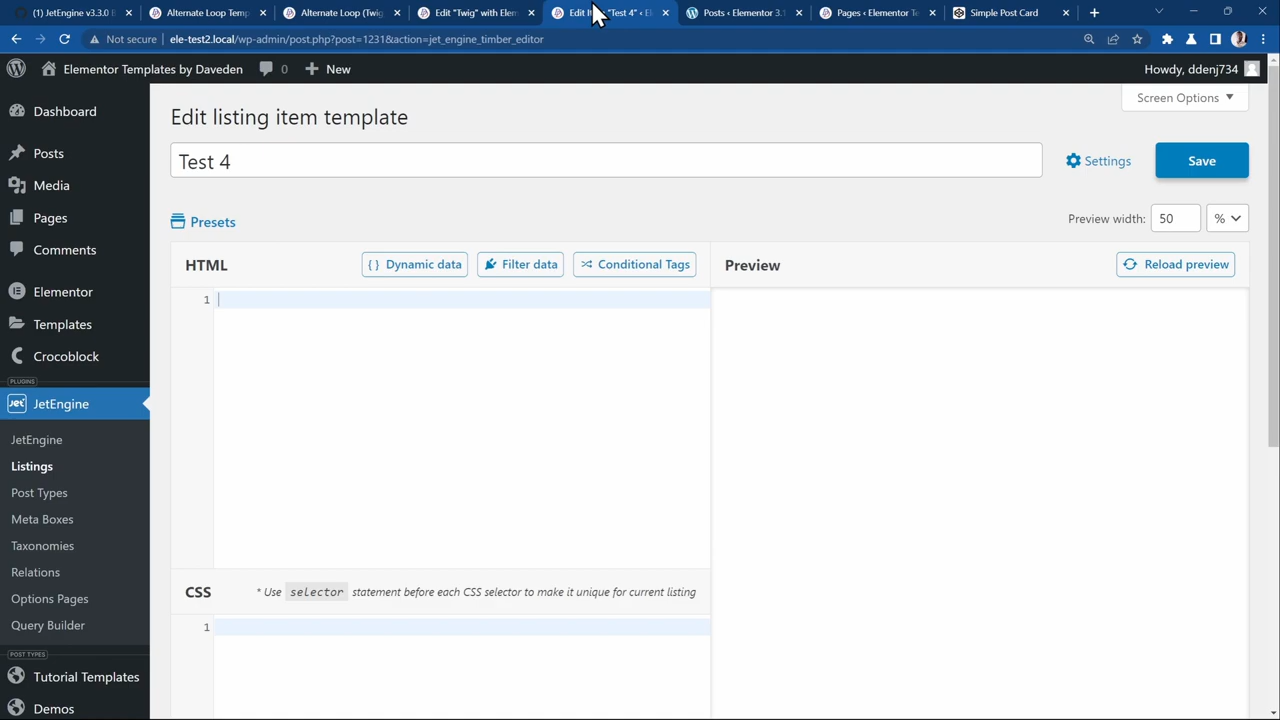 (1) JetEngine v3.3.0 B
Alternate Loop Temp
Alternate Loop (Twig
Edit "Twig" with Elem
Edit
"Test 4" ‹ E
Posts ‹ Elementor 3.1
Pages ‹ Elementor Te
Simple Post Card
Not secure
ele-test2.local/wp-admin/post.php?post=1231&action=jet_engine_timber_editor
Elementor Templates by Daveden
0
New
Howdy, ddenj734
Dashboard
Posts
Media
Pages
Comments
Elementor
Templates
Crocoblock
PLUGINS
Jet
JetEngine
JetEngine
Listings
Post Types
Meta Boxes
Taxonomies
Relations
Options Pages
Query Builder
POST TYPES
Tutorial Templates
Demos
Screen Options
Edit listing item template
Test 4
Settings
Save
Presets
Preview width:
50
%
HTML
{ } Dynamic data
Filter data
Conditional Tags
Preview
Reload preview
1
CSS
* Use selector statement before each CSS selector to make it unique for current listing
1